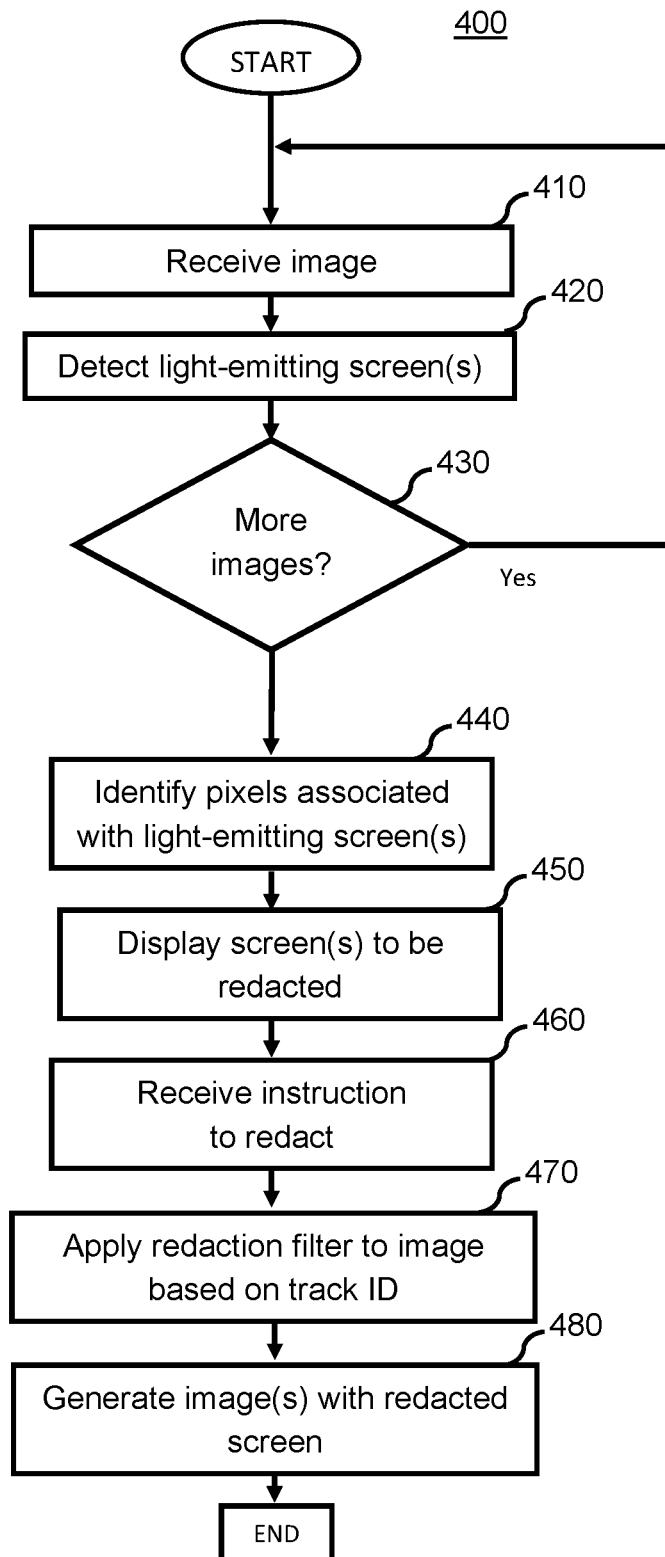 400
START
410
Receive image
420
Detect light-emitting screen(s)
430
More
images?
Yes
440
Identify pixels associated
with light-emitting screen(s)
450
Display screen(s) to be
redacted
460
Receive instruction
to redact
470
Apply redaction filter to image
based on track ID
480
Generate image(s) with redacted
screen
END